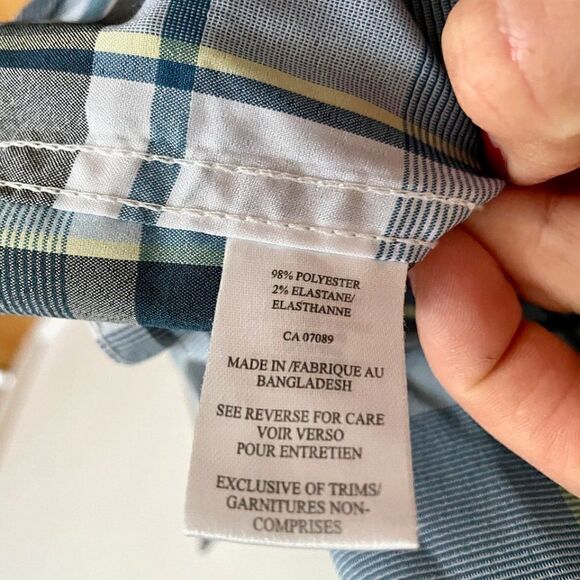 98% POLYESTER
2% ELASTANE/
ELASTHANNE
CA 07089
MADE IN /FABRIQUE AU
BANGLADESH
SEE REVERSE FOR CARE
VOIR VERSO
POUR ENTRETIEN
EXCLUSIVE OF TRIMS/
GARNITURES NON-
COMPRISES